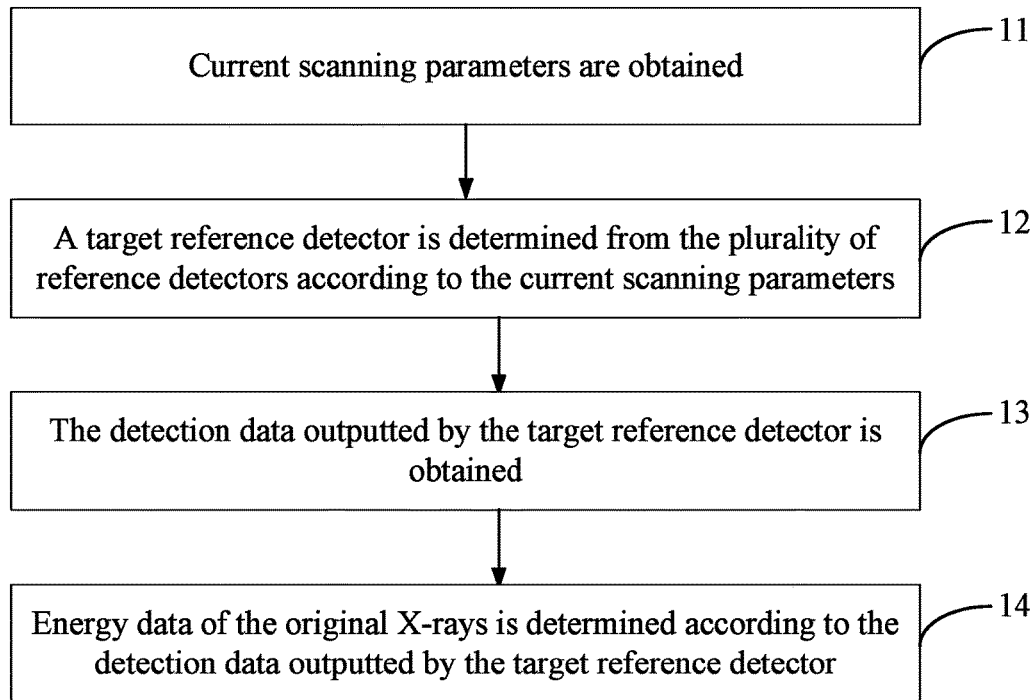 11
Current scanning parameters are obtained
12
A target reference detector is determined from the plurality of
reference detectors according to the current scanning parameters
13
The detection data outputted by the target reference detector is
obtained
14
Energy data of the original X-rays is determined according to the
detection data outputted by the target reference detector